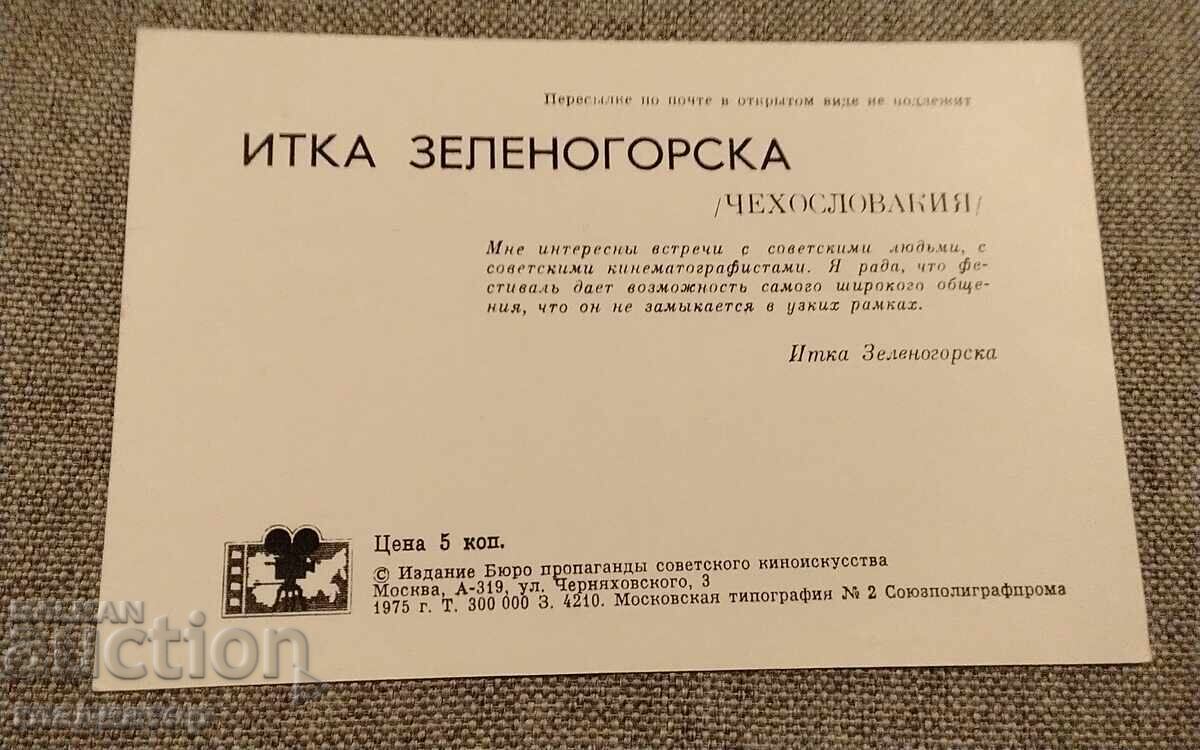 Пересылке по почте в открытом виде не подлежит
ИТКА ЗЕЛЕНОГОРСКА
/ЧЕХОСЛОВАКИЯ/
Мне интересны встречи с советскими людьми, с
советскими кинематографистами. Я рада, что фе-
стиваль дает возможность самого широкого обще-
ния, что он не замыкается в узких рамках.
Итка Зеленогорска
Цена 5 коп.
© Издание Бюро пропаганды советского киноискусства
Москва, А-319, ул. Черняховского, 3
1975 г. Т. 300 000 З. 4210. Московская типография № 2 Союзполиграфпрома
BALKAN
auction